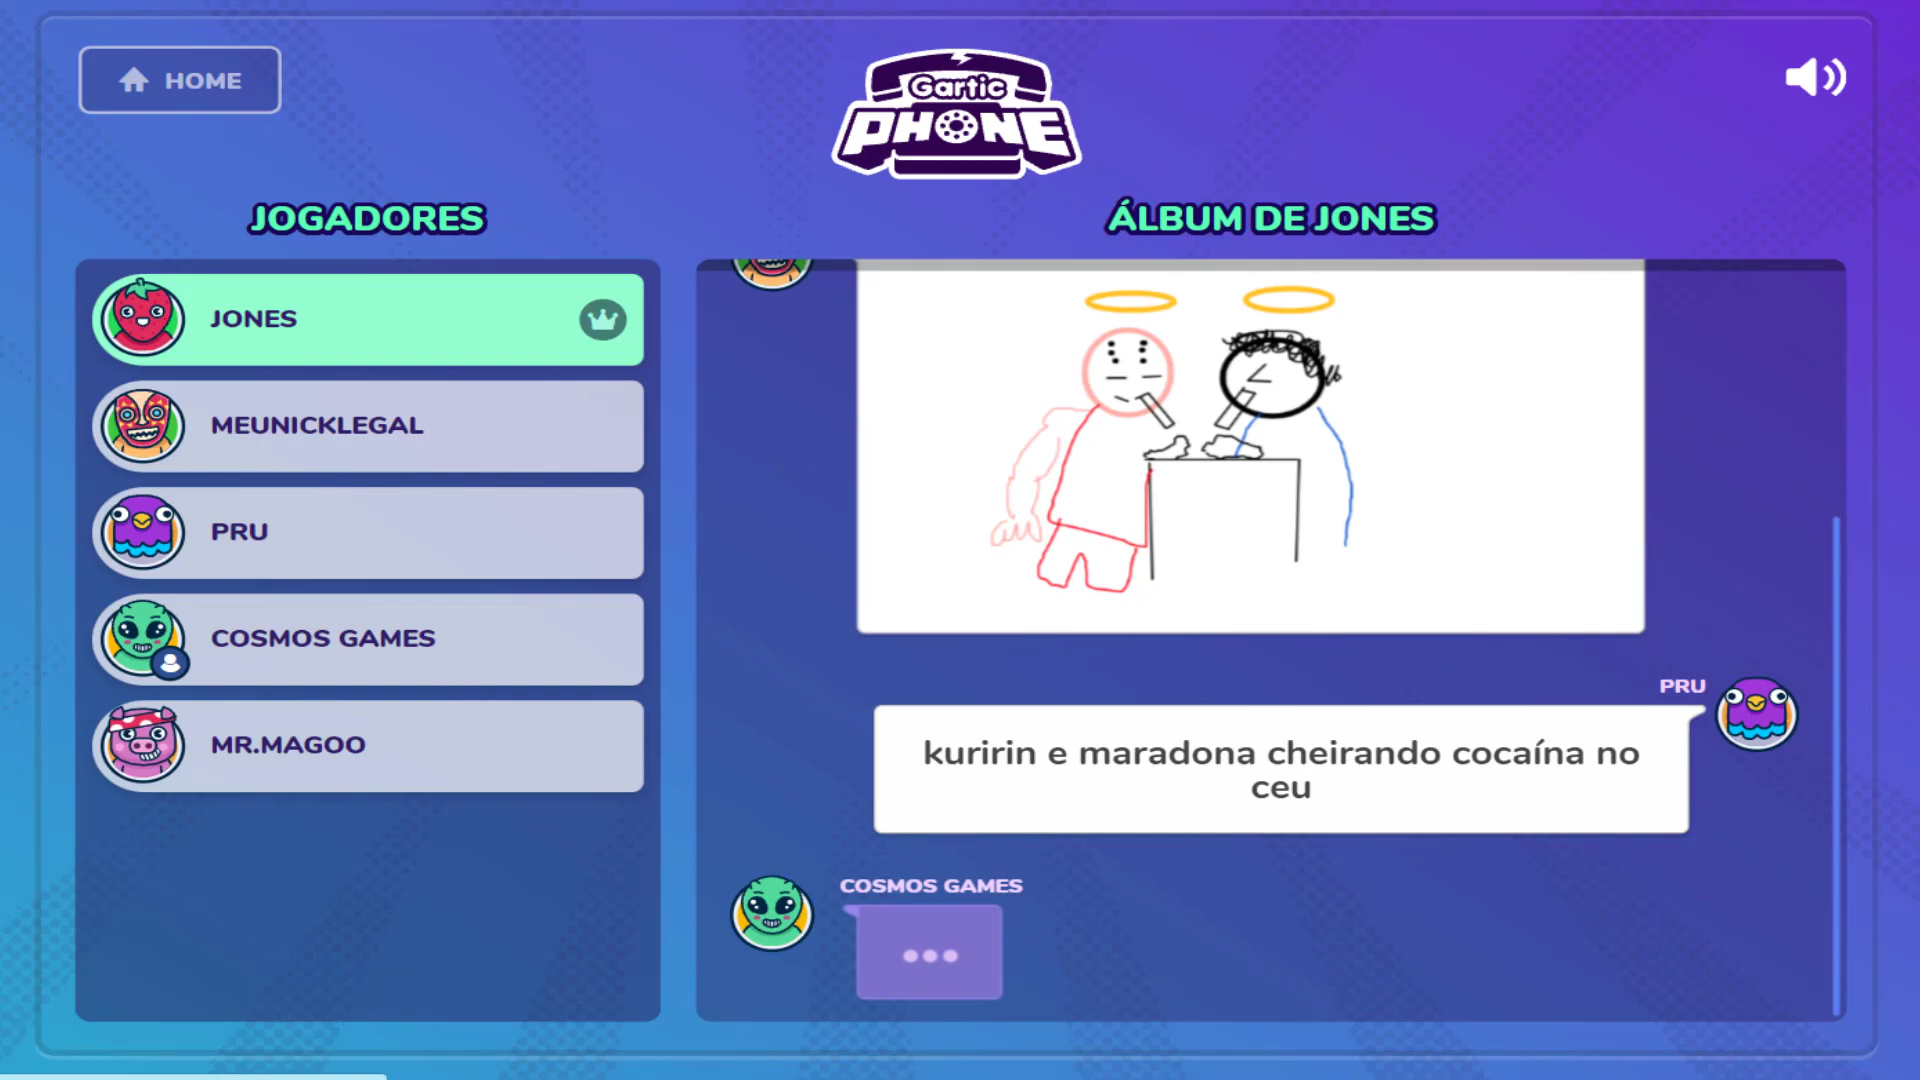 HOME
Gartic
PHONE
JOGADORES
ÁLBUM DE JONES
JONES
MEUNICKLEGAL
PRU
COSMOS GAMES
MR.MAGOO
PRU
kuririn e maradona cheirando cocaína no
ceu
COSMOS GAMES